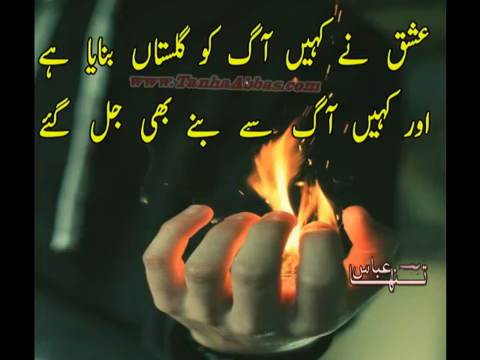 عشق نے کہیں آگ کو گلستاں بنایا ہے
www.TanhaAbbas.com
اور کہیں آگ سے بنے بھی جل گئے
تنہا عباس